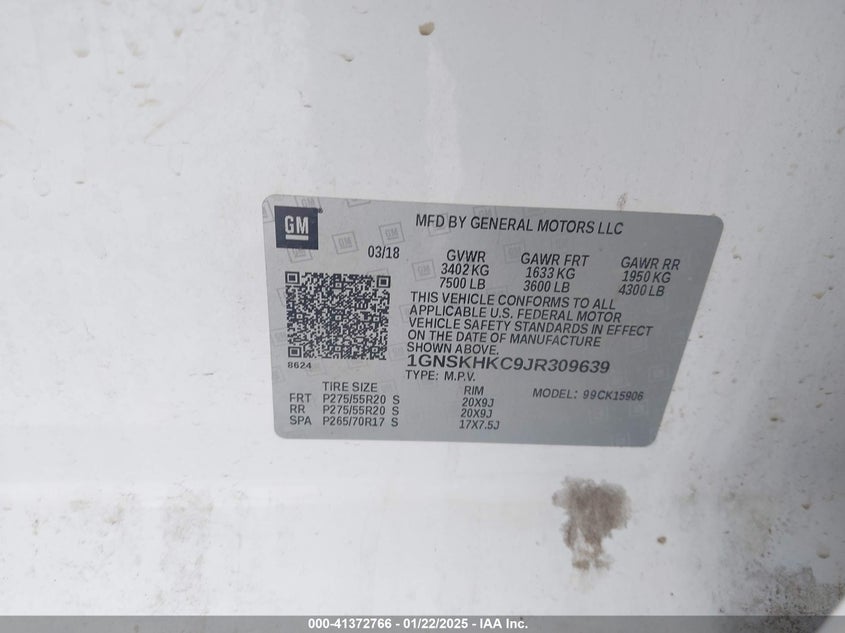 GM
MFD BY GENERAL MOTORS LLC
03/18
GVWR GAWR FRT GAWR RR
3402 KG 1633 KG 1950 KG
7500 LB 3600 LB 4300 LB
THIS VEHICLE CONFORMS TO ALL
APPLICABLE U.S. FEDERAL MOTOR
VEHICLE SAFETY STANDARDS IN EFFECT
ON THE DATE OF MANUFACTURE
SHOWN ABOVE.
8624
1GNSKHKC9JR309639
TYPE: M.P.V.
TIRE SIZE RIM MODEL: 99CK15906
FRT P275/55R20 S 20X9J
RR P275/55R20 S 20X9J
SPA P265/70R17 S 17X7.5J
000-41372766 - 01/22/2025 - IAA Inc.